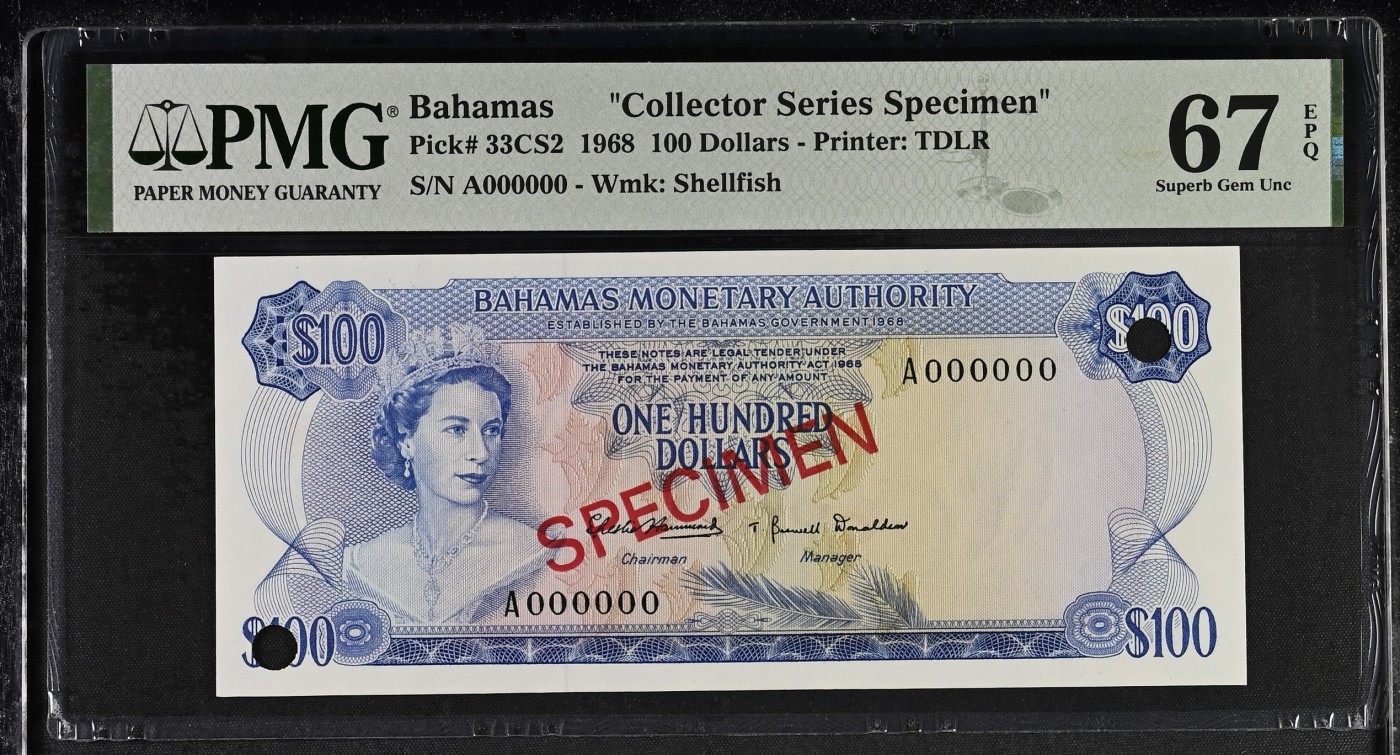 PMG® Bahamas "Collector Series Specimen"
Pick# 33CS2 1968 100 Dollars - Printer: TDLR
S/N A000000 - Wmk: Shellfish
PAPER MONEY GUARANTY
67 EPQ
Superb Gem Unc
BAHAMAS MONETARY AUTHORITY
ESTABLISHED BY THE BAHAMAS GOVERNMENT 1968
$100
$100
THESE NOTES ARE LEGAL TENDER UNDER
THE BAHAMAS MONETARY AUTHORITY ACT 1968
FOR THE PAYMENT OF ANY AMOUNT
A000000
ONE HUNDRED
DOLLARS
SPECIMEN
T. B. Donaldson
Chairman Manager
A000000
$100
$100
PMG